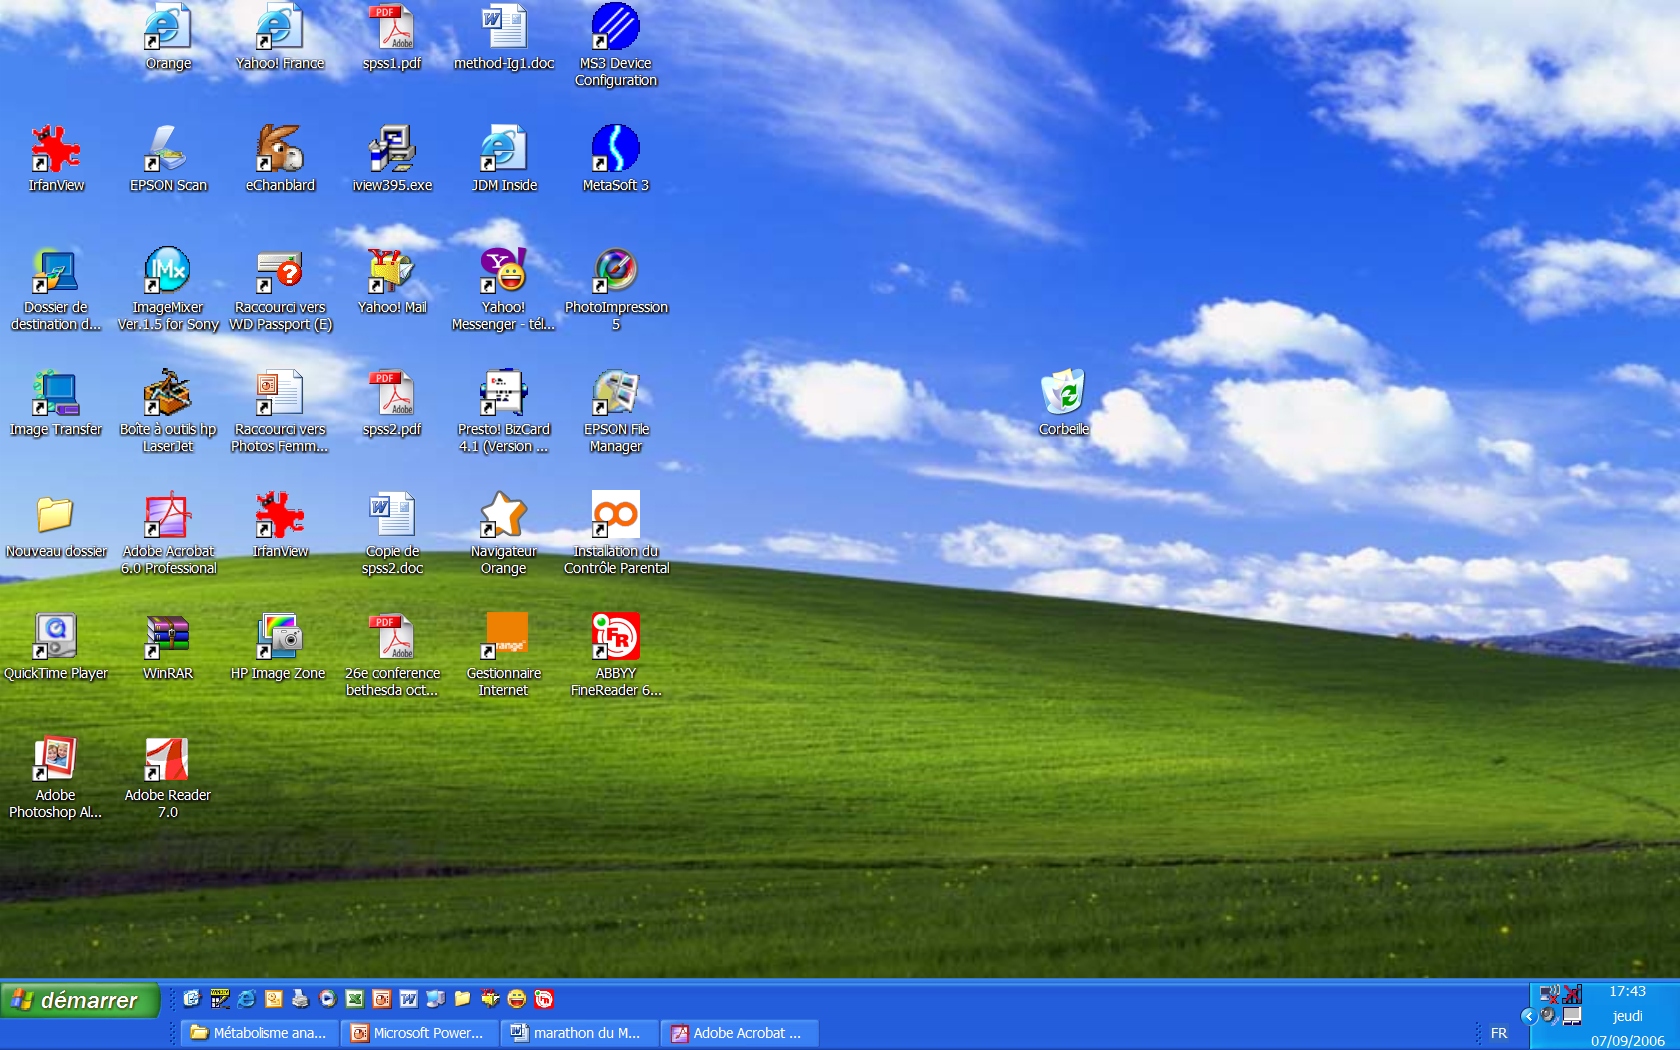 Orange
Yahoo! France
spss1.pdf
method-Ig1.doc
MS3 Device
Configuration
IrfanView
EPSON Scan
eChanblard
iview395.exe
JDM Inside
MetaSoft 3
Dossier de
destination d...
ImageMixer
Ver.1.5 for Sony
Raccourci vers
WD Passport (E)
Yahoo! Mail
Yahoo!
Messenger - tél...
PhotoImpression
5
Image Transfer
Boîte à outils hp
LaserJet
Raccourci vers
Photos Femm...
spss2.pdf
Presto! BizCard
4.1 (Version ...
EPSON File
Manager
Corbeille
Nouveau dossier
Adobe Acrobat
6.0 Professional
IrfanView
Copie de
spss2.doc
Navigateur
Orange
Installation du
Contrôle Parental
QuickTime Player
WinRAR
HP Image Zone
26e conference
bethesda oct...
Gestionnaire
Internet
ABBYY
FineReader 6...
Adobe
Photoshop Al...
Adobe Reader
7.0
démarrer
17:43
jeudi
07/09/2006
Métabolisme ana...
Microsoft Power...
marathon du M...
Adobe Acrobat ...
FR